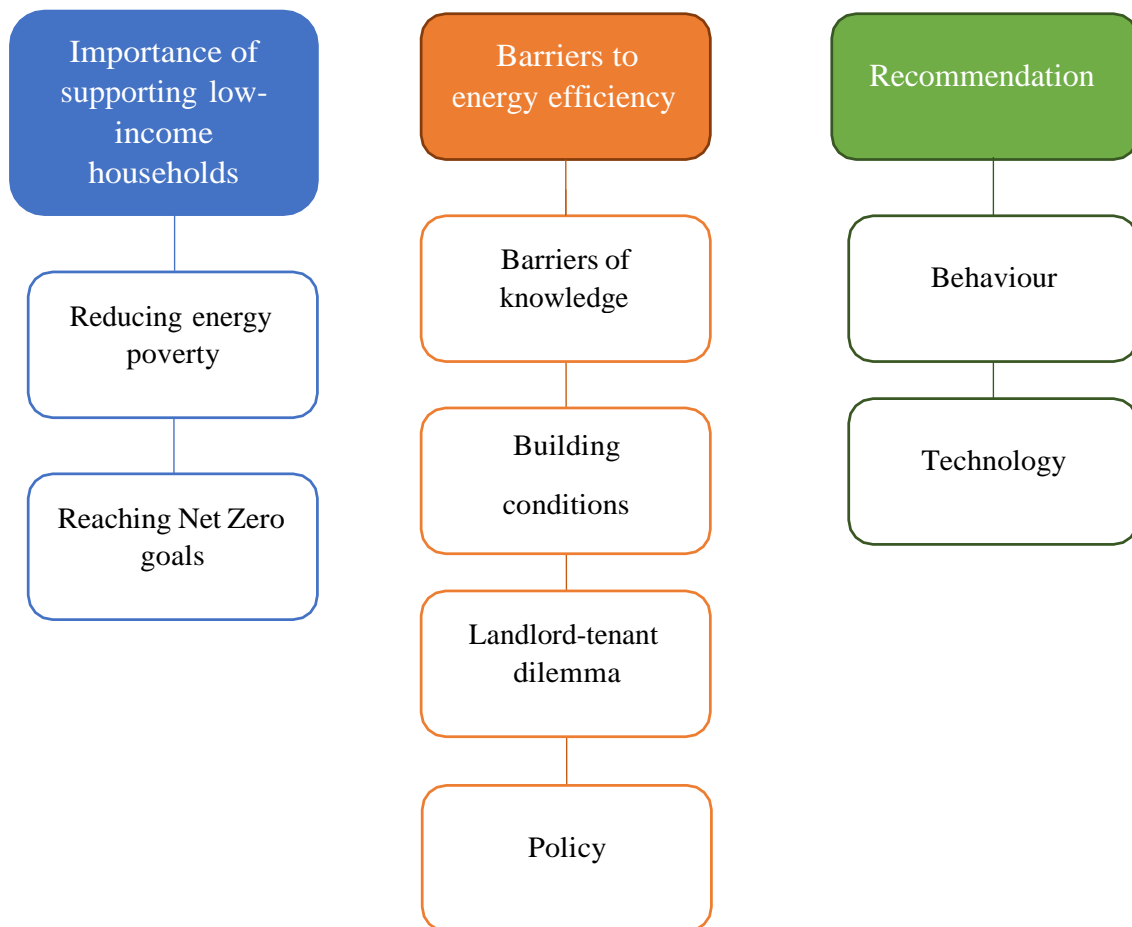 Importance of
supporting low-
income
households
Reducing energy
poverty
Reaching Net Zero
goals
Barriers to
energy efficiency
Barriers of
knowledge
Building
conditions
Landlord-tenant
dilemma
Policy
Recommendation
Behaviour
Technology